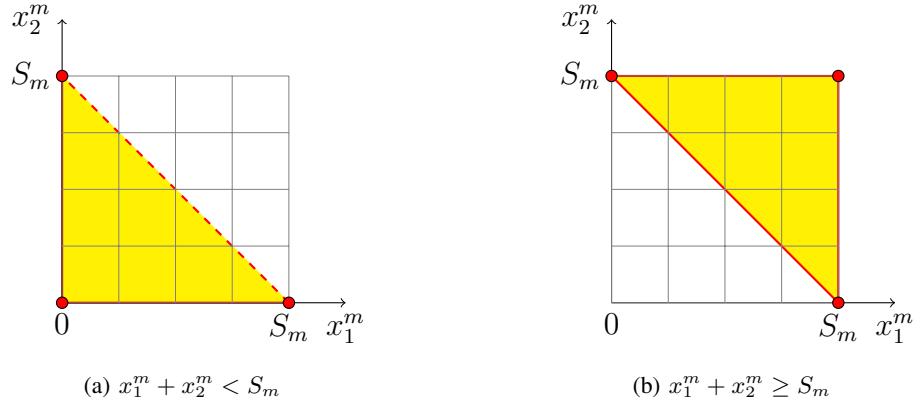 x_2^m
x_2^m
S_m
S_m
0
S_m
x_1^m
0
S_m
x_1^m
(a) x_1^m + x_2^m < S_m
(b) x_1^m + x_2^m ≥ S_m